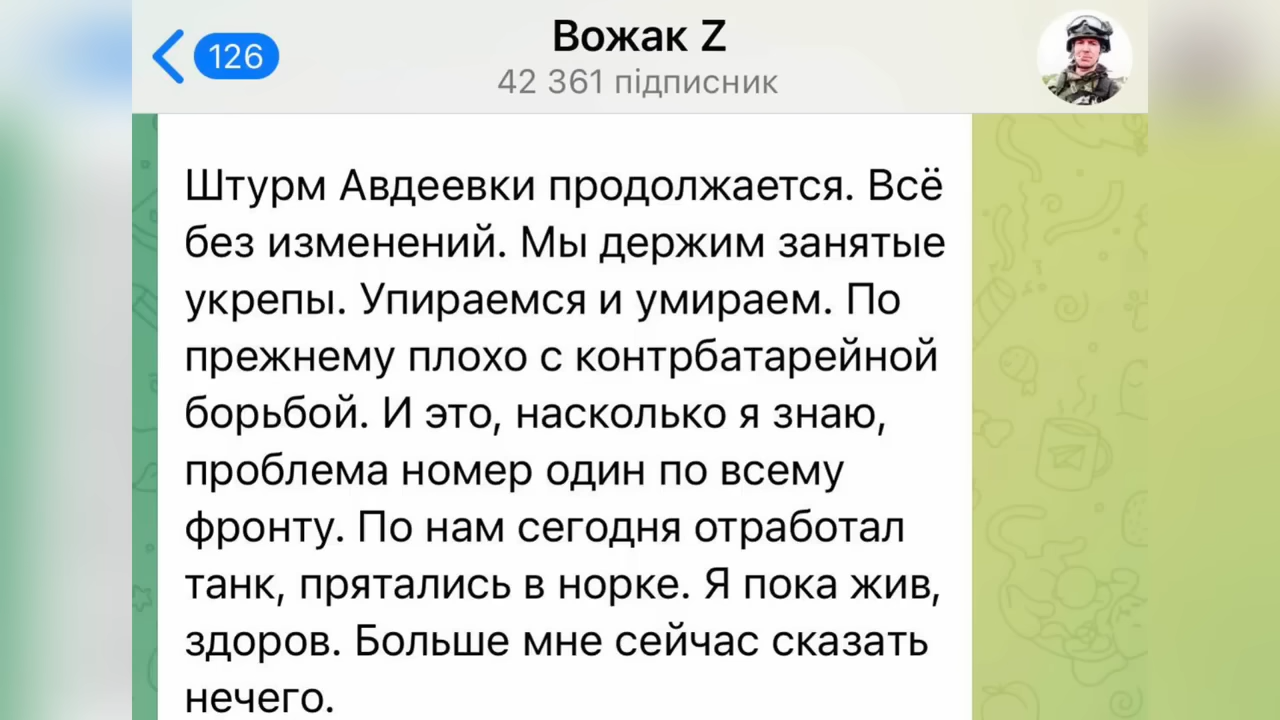 126
Вожак Z
42 361 підписник
Штурм Авдеевки продолжается. Всё
без изменений. Мы держим занятые
укрепы. Упираемся и умираем. По
прежнему плохо с контрбатарейной
борьбой. И это, насколько я знаю,
проблема номер один по всему
фронту. По нам сегодня отработал
танк, прятались в норке. Я пока жив,
здоров. Больше мне сейчас сказать
нечего.